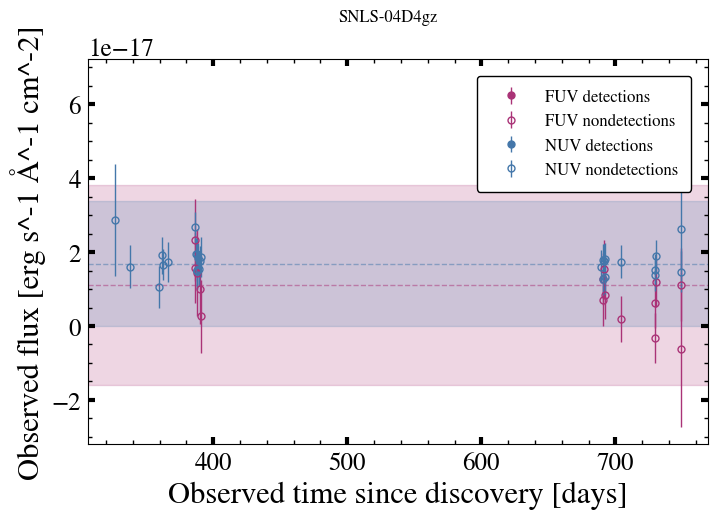 SNLS-04D4gz
1e−17
Observed flux [erg s^-1 Å^-1 cm^-2]
6
4
2
0
−2
FUV detections
FUV nondetections
NUV detections
NUV nondetections
400
500
600
700
Observed time since discovery [days]